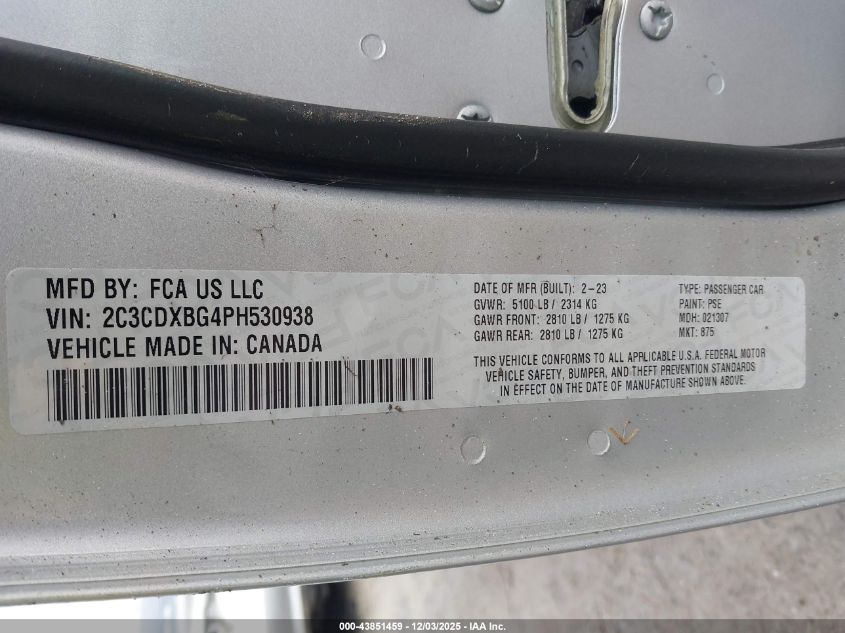 MFD BY: FCA US LLC
VIN: 2C3CDXBG4PH530938
VEHICLE MADE IN: CANADA
DATE OF MFR (BUILT): 2-23
GVWR: 5100 LB / 2314 KG
GAWR FRONT: 2810 LB / 1275 KG
GAWR REAR: 2810 LB / 1275 KG
TYPE: PASSENGER CAR
PAINT: PSE
MDH: 021307
MKT: 875
THIS VEHICLE CONFORMS TO ALL APPLICABLE U.S.A. FEDERAL MOTOR
VEHICLE SAFETY, BUMPER, AND THEFT PREVENTION STANDARDS
IN EFFECT ON THE DATE OF MANUFACTURE SHOWN ABOVE.
000-43851459 - 12/03/2025 - IAA Inc.